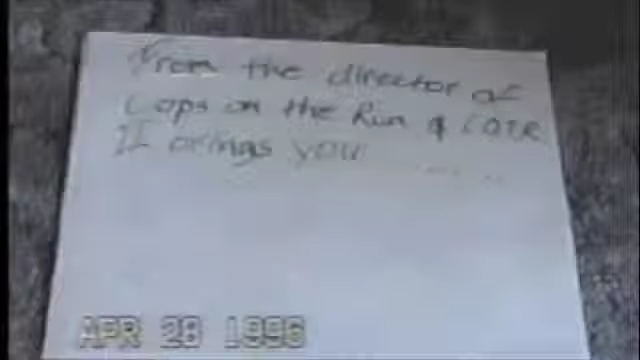 From the director of
Cops on the Run & COTR
II brings you .....
APR 28 1996